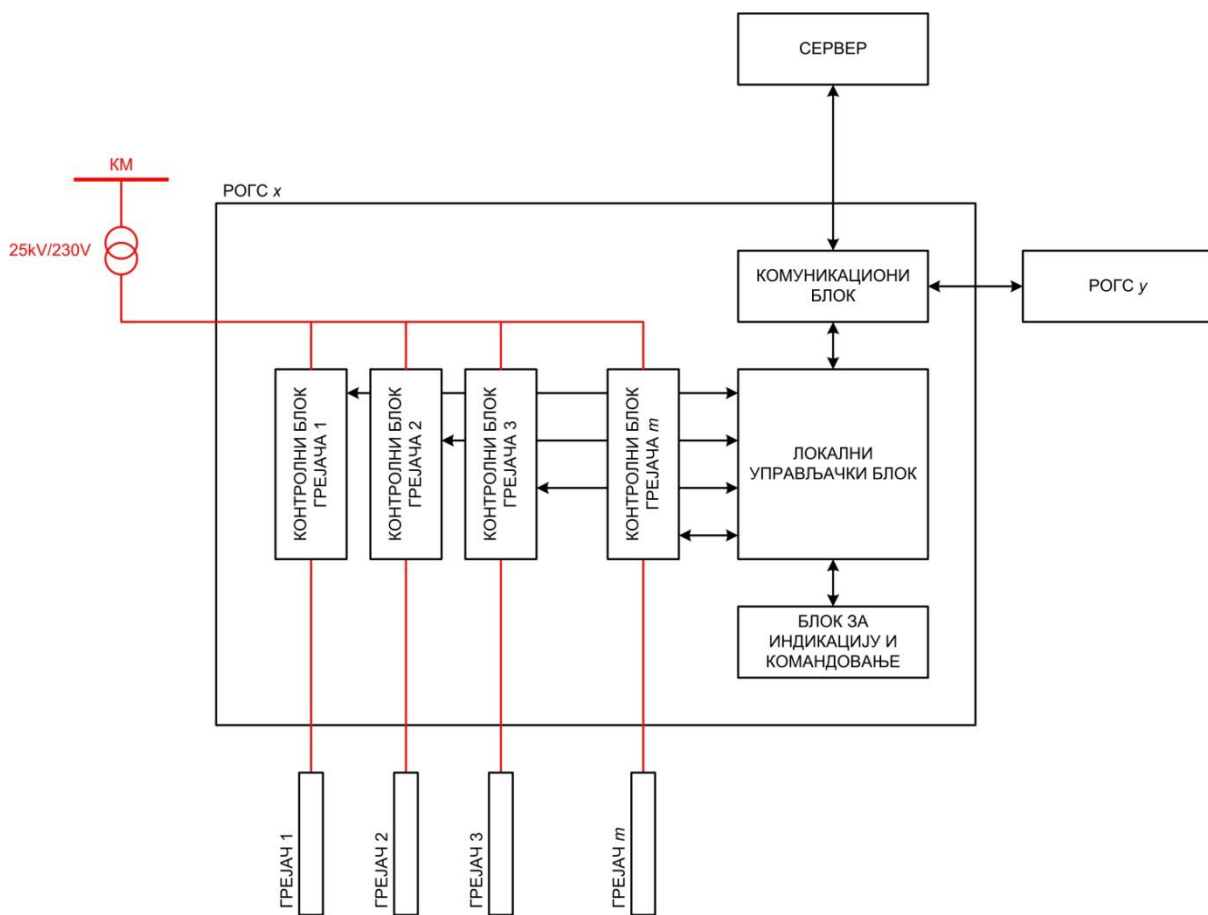 СЕРВЕР
КМ
РОГС x
25kV/230V
КОМУНИКАЦИОНИ
БЛОК
РОГС y
КОНТРОЛНИ БЛОК
ГРЕЈАЧА 1
КОНТРОЛНИ БЛОК
ГРЕЈАЧА 2
КОНТРОЛНИ БЛОК
ГРЕЈАЧА 3
КОНТРОЛНИ БЛОК
ГРЕЈАЧА m
ЛОКАЛНИ
УПРАВЉАЧКИ БЛОК
БЛОК ЗА
ИНДИКАЦИЈУ И
КОМАНДОВАЊЕ
ГРЕЈАЧ 1
ГРЕЈАЧ 2
ГРЕЈАЧ 3
ГРЕЈАЧ m